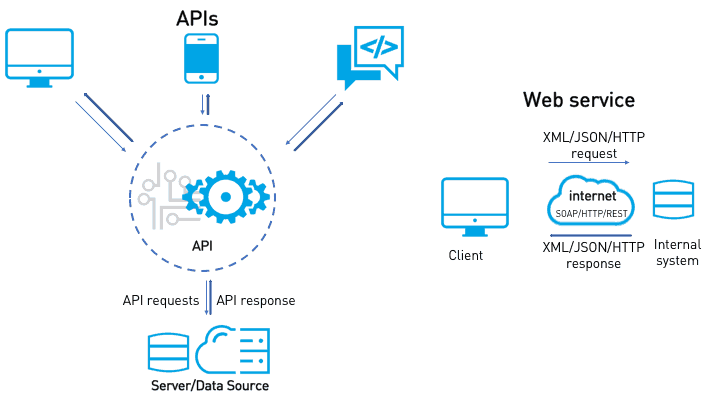 APIs
</>
API
API requests
API response
Server/Data Source
Web service
XML/JSON/HTTP
request
internet
SOAP/HTTP/REST
XML/JSON/HTTP
response
Client
Internal
system